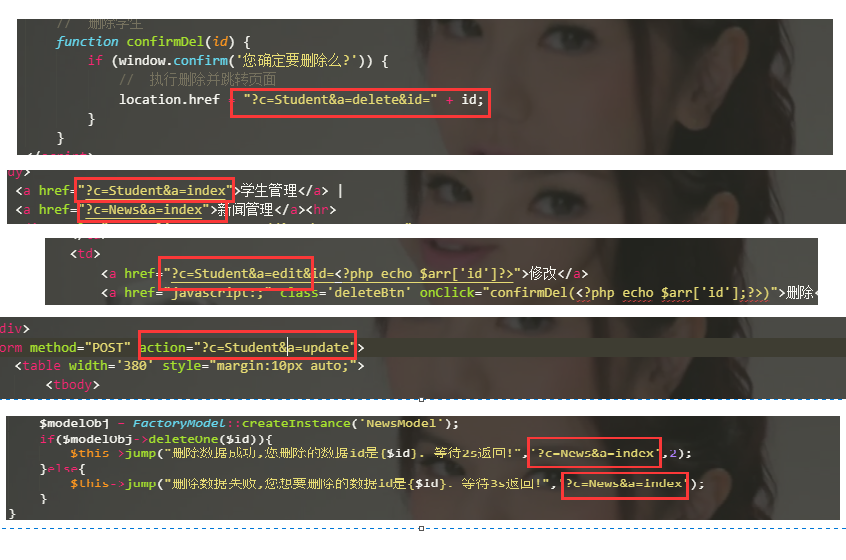 // 删除学生
function confirmDel(id) {
if (window.confirm('您确定要删除么?')) {
// 执行删除并跳转页面
location.href = "?c=Student&a=delete&id=" + id;
}
}
<a href="?c=Student&a=index">学生管理</a> |
<a href="?c=News&a=index">新闻管理</a><hr>
<td>
<a href="?c=Student&a=edit&id=<?php echo $arr['id']?>">修改</a>
<a href="javascript:;" class='deleteBtn' onClick="confirmDel(<?php echo $arr['id'];?>)">删除<
div>
orm method="POST" action="?c=Student&a=update">
<table width='380' style="margin:10px auto;">
<tbody>
$modelObj = FactoryModel::createInstance('NewsModel');
if($modelObj->deleteOne($id)){
$this->jump("删除数据成功,您删除的数据id是{$id}. 等待2s返回!",'?c=News&a=index',2);
}else{
$this->jump("删除数据失败,您想要删除的数据id是{$id}. 等待3s返回!",'?c=News&a=index');
}
}